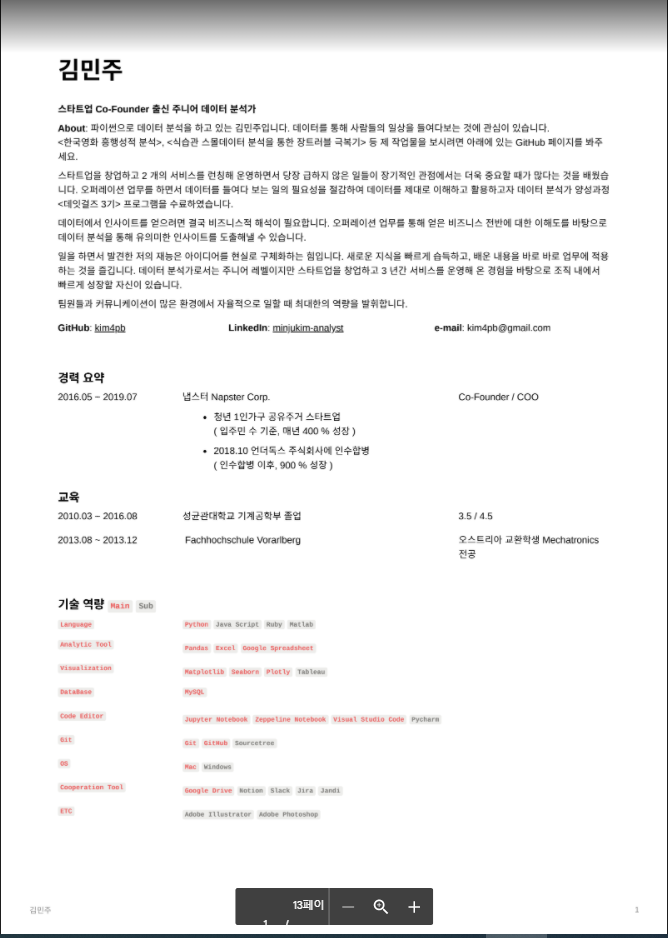 김민주
스타트업 Co-Founder 출신 주니어 데이터 분석가
About: 파이썬으로 데이터 분석을 하고 있는 김민주입니다. 데이터를 통해 사람들의 일상을 들여다보는 것에 관심이 있습니다.
<한국영화 흥행성적 분석>, <식습관 스몰데이터 분석을 통한 장트러블 극복기> 등 제 작업물을 보시려면 아래에 있는 GitHub 페이지를 봐주
세요.
스타트업을 창업하고 2 개의 서비스를 런칭해 운영하면서 당장 급하지 않은 일들이 장기적인 관점에서는 더욱 중요할 때가 많다는 것을 배웠습
니다. 오퍼레이션 업무를 하면서 데이터를 들여다 보는 일의 필요성을 절감하여 데이터를 제대로 이해하고 활용하고자 데이터 분석가 양성과정
<데잇걸즈 3기> 프로그램을 수료하였습니다.
데이터에서 인사이트를 얻으려면 결국 비즈니스적 해석이 필요합니다. 오퍼레이션 업무를 통해 얻은 비즈니스 전반에 대한 이해도를 바탕으로
데이터 분석을 통해 유의미한 인사이트를 도출해낼 수 있습니다.
일을 하면서 발견한 저의 재능은 아이디어를 현실로 구체화하는 힘입니다. 새로운 지식을 빠르게 습득하고, 배운 내용을 바로 바로 업무에 적용
하는 것을 즐깁니다. 데이터 분석가로서는 주니어 레벨이지만 스타트업을 창업하고 3 년간 서비스를 운영해 온 경험을 바탕으로 조직 내에서
빠르게 성장할 자신이 있습니다.
팀원들과 커뮤니케이션이 많은 환경에서 자율적으로 일할 때 최대한의 역량을 발휘합니다.
GitHub: kim4pb LinkedIn: minjukim-analyst e-mail: kim4pb@gmail.com
경력 요약
2016.05 ~ 2019.07 냅스터 Napster Corp. Co-Founder / COO
• 청년 1인가구 공유주거 스타트업
( 입주민 수 기준, 매년 400 % 성장 )
• 2018.10 언더독스 주식회사에 인수합병
( 인수합병 이후, 900 % 성장 )
교육
2010.03 ~ 2016.08 성균관대학교 기계공학부 졸업 3.5 / 4.5
2013.08 ~ 2013.12 Fachhochschule Vorarlberg 오스트리아 교환학생 Mechatronics
전공
기술 역량 Main Sub
Language Python Java Script Ruby Matlab
Analytic Tool Pandas Excel Google Spreadsheet
Visualization Matplotlib Seaborn Plotly Tableau
DataBase MySQL
Code Editor Jupyter Notebook Zeppeline Notebook Visual Studio Code Pycharm
Git Git GitHub Sourcetree
OS Mac Windows
Cooperation Tool Google Drive Notion Slack Jira Jandi
ETC Adobe Illustrator Adobe Photoshop
김민주 1
13페이
1 /